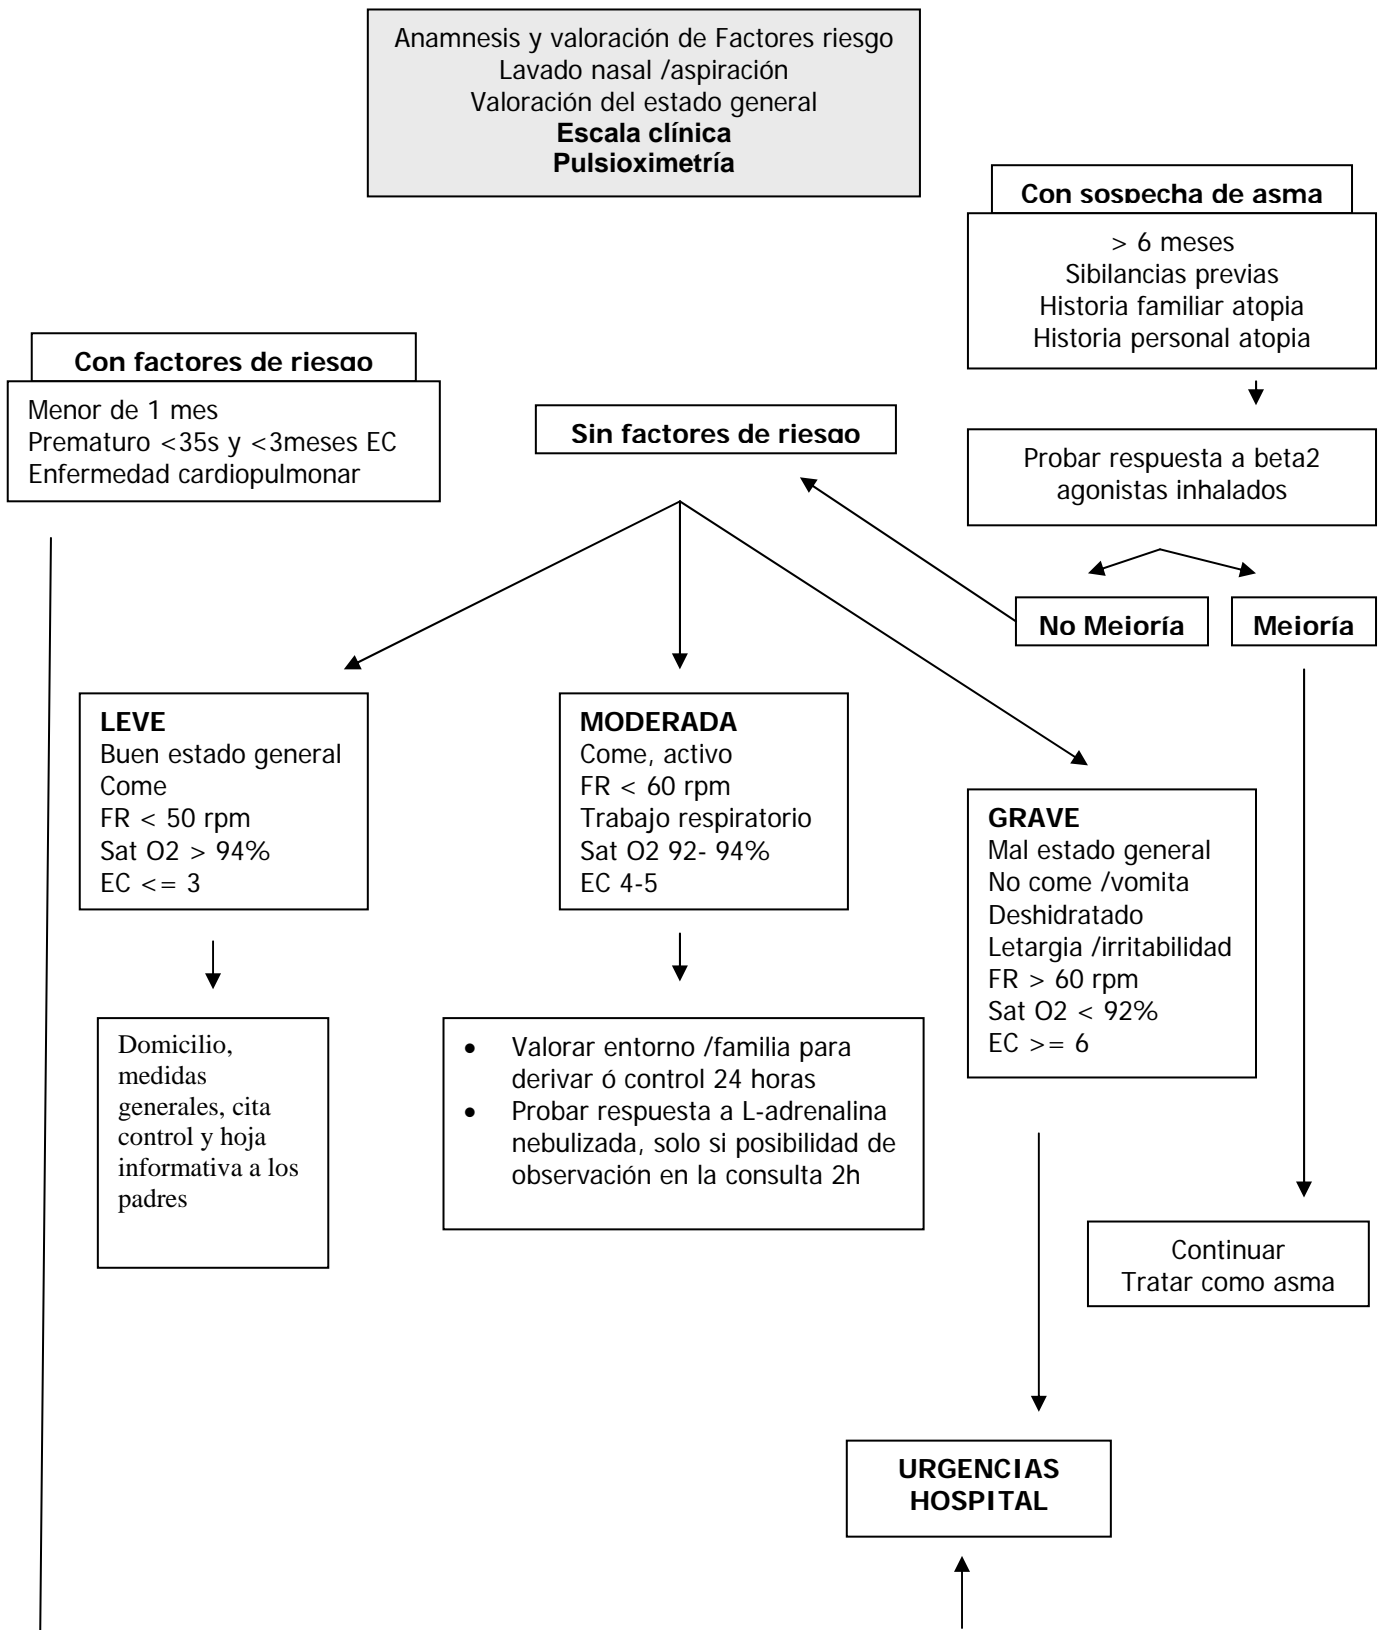 Anamnesis y valoración de Factores riesgo
Lavado nasal /aspiración
Valoración del estado general
Escala clínica
Pulsioximetría
Con sospecha de asma
> 6 meses
Sibilancias previas
Historia familiar atopia
Historia personal atopia
Con factores de riesgo
Menor de 1 mes
Prematuro <35s y <3meses EC
Enfermedad cardiopulmonar
Sin factores de riesgo
Probar respuesta a beta2
agonistas inhalados
No Mejoría
Mejoría
LEVE
Buen estado general
Come
FR < 50 rpm
Sat O2 > 94%
EC <= 3
MODERADA
Come, activo
FR < 60 rpm
Trabajo respiratorio
Sat O2 92- 94%
EC 4-5
GRAVE
Mal estado general
No come /vomita
Deshidratado
Letargia /irritabilidad
FR > 60 rpm
Sat O2 < 92%
EC >= 6
Domicilio,
medidas
generales, cita
control y hoja
informativa a los
padres
• Valorar entorno /familia para
derivar ó control 24 horas
• Probar respuesta a L-adrenalina
nebulizada, solo si posibilidad de
observación en la consulta 2h
Continuar
Tratar como asma
URGENCIAS
HOSPITAL